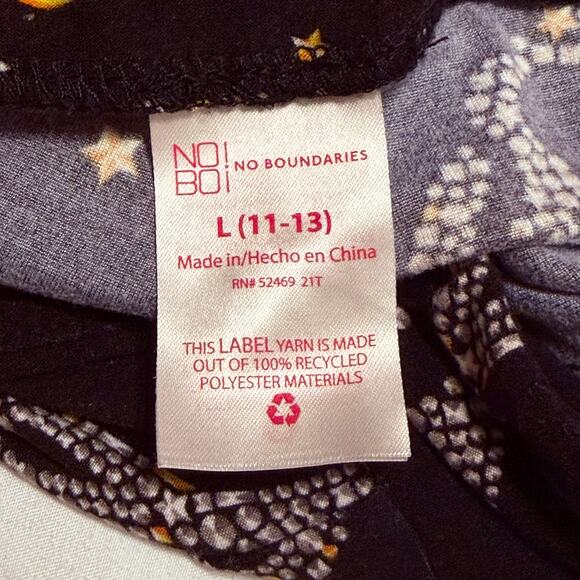 NO!
BO!
NO BOUNDARIES
L (11-13)
Made in/Hecho en China
RN# 52469 21T
THIS LABEL YARN IS MADE
OUT OF 100% RECYCLED
POLYESTER MATERIALS